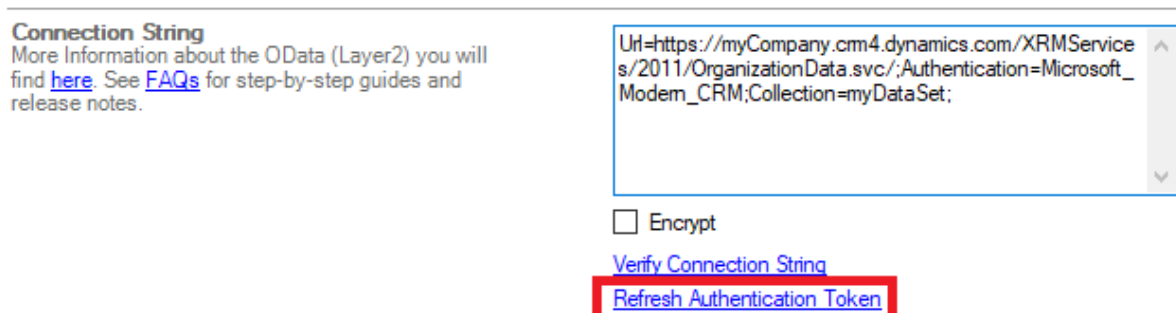 Connection String
More Information about the OData (Layer2) you will
find here. See FAQs for step-by-step guides and
release notes.
Url=https://myCompany.crm4.dynamics.com/XRMService
s/2011/OrganizationData.svc/;Authentication=Microsoft_
Modern_CRM;Collection=myDataSet;
Encrypt
Verify Connection String
Refresh Authentication Token